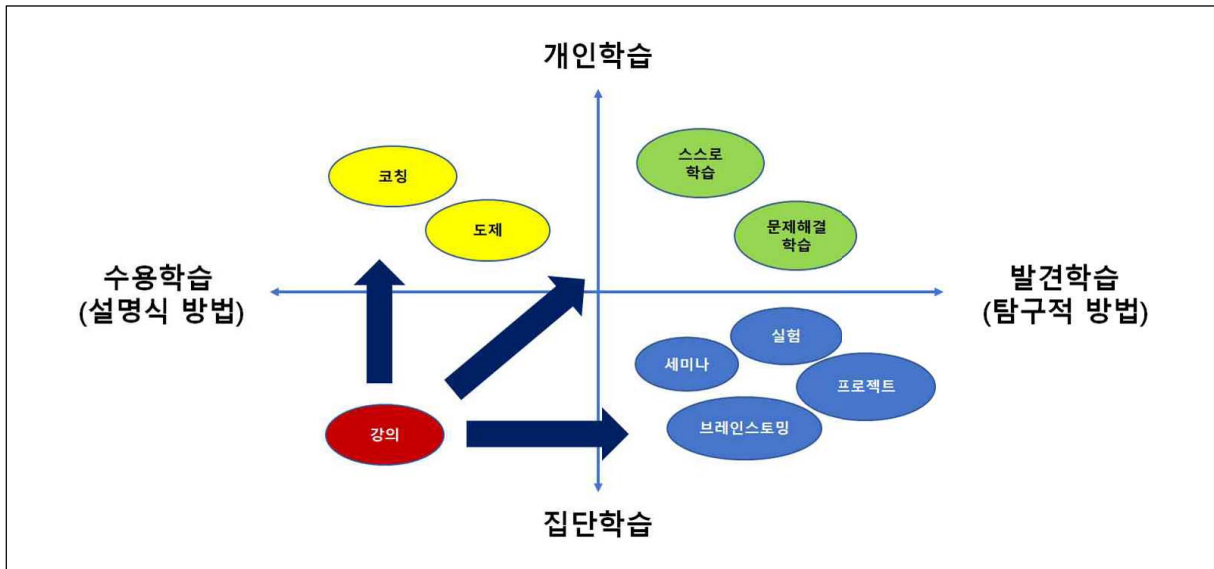 개인학습
스스로
학습
코칭
도제
문제해결
학습
수용학습
(설명식 방법)
발견학습
(탐구적 방법)
실험
세미나
프로젝트
강의
브레인스토밍
집단학습